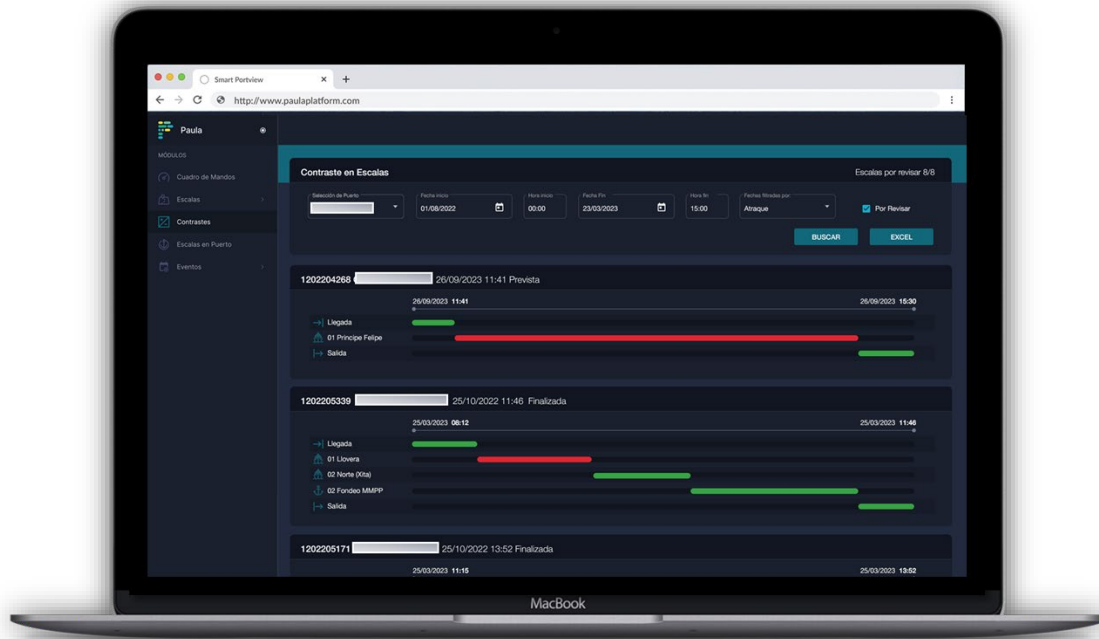 Smart Portview
http://www.paulaplatform.com
Paula
MÓDULOS
Cuadro de Mandos
Escalas
Contrastes
Escalas en Puerto
Eventos
Contraste en Escalas Escalas por revisar 8/8
Selección de Puerto Fecha inicio Hora inicio Fecha Fin Hora fin Fechas filtradas por
01/08/2022 00:00 23/03/2023 15:00 Atraque Por Revisar
BUSCAR EXCEL
1202204268 26/09/2023 11:41 Prevista
26/09/2023 11:41 26/09/2023 15:30
Llegada
01 Principe Felipe
Salida
1202205339 25/10/2022 11:46 Finalizada
25/03/2023 08:12 25/03/2023 11:46
Llegada
01 Llovera
02 Norte (Xita)
02 Fondeo MMPP
Salida
1202205171 25/10/2022 13:52 Finalizada
25/03/2023 11:15 25/03/2023 13:52
MacBook